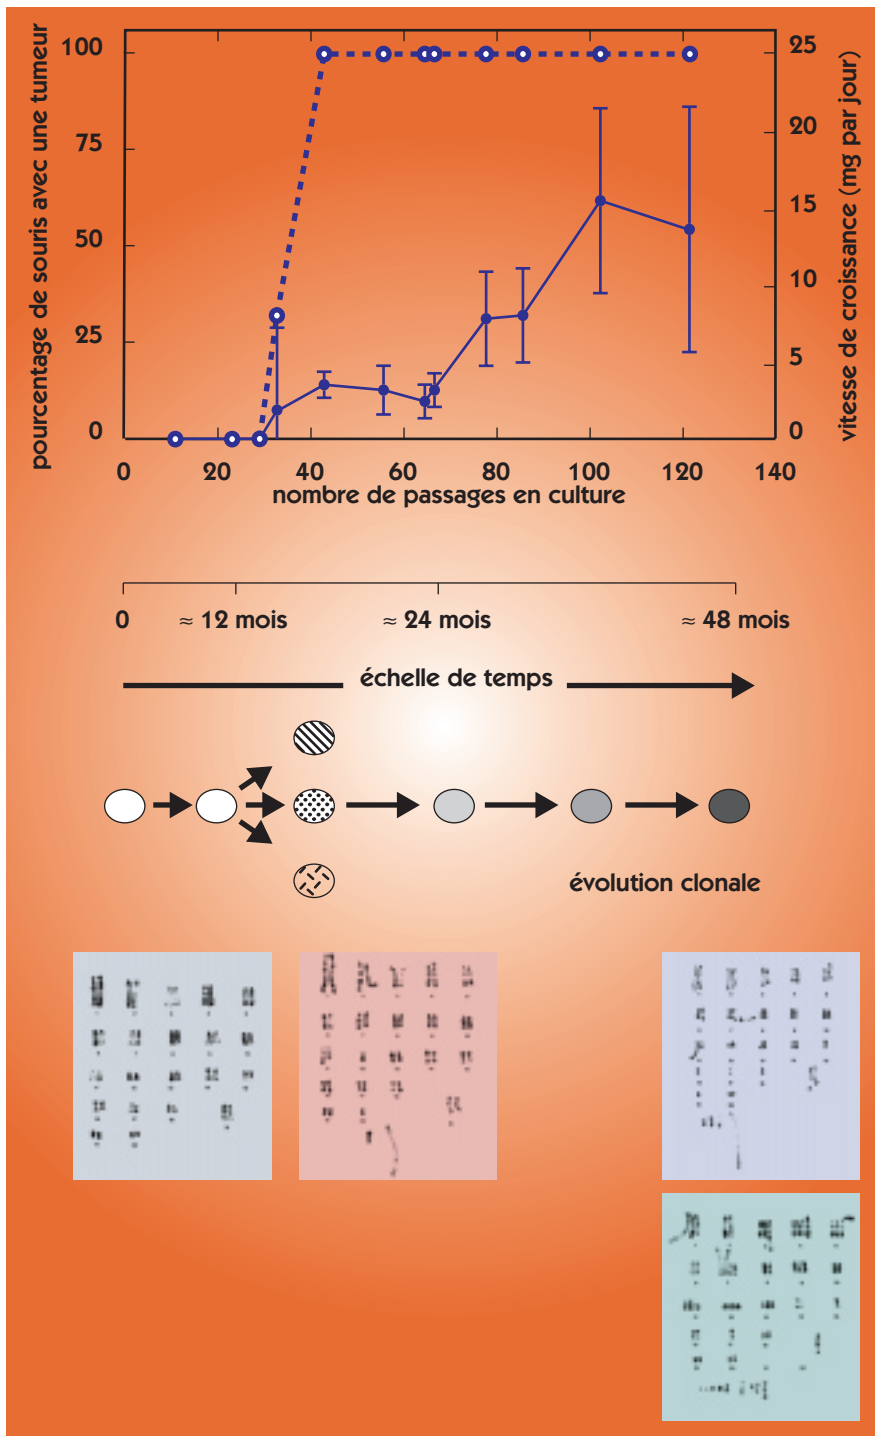 pourcentage de souris avec une tumeur
100
75
50
25
0
25
20
15
10
5
0
vitesse de croissance (mg par jour)
0 20 40 60 80 100 120 140
nombre de passages en culture
0 ≈ 12 mois ≈ 24 mois ≈ 48 mois
échelle de temps
évolution clonale